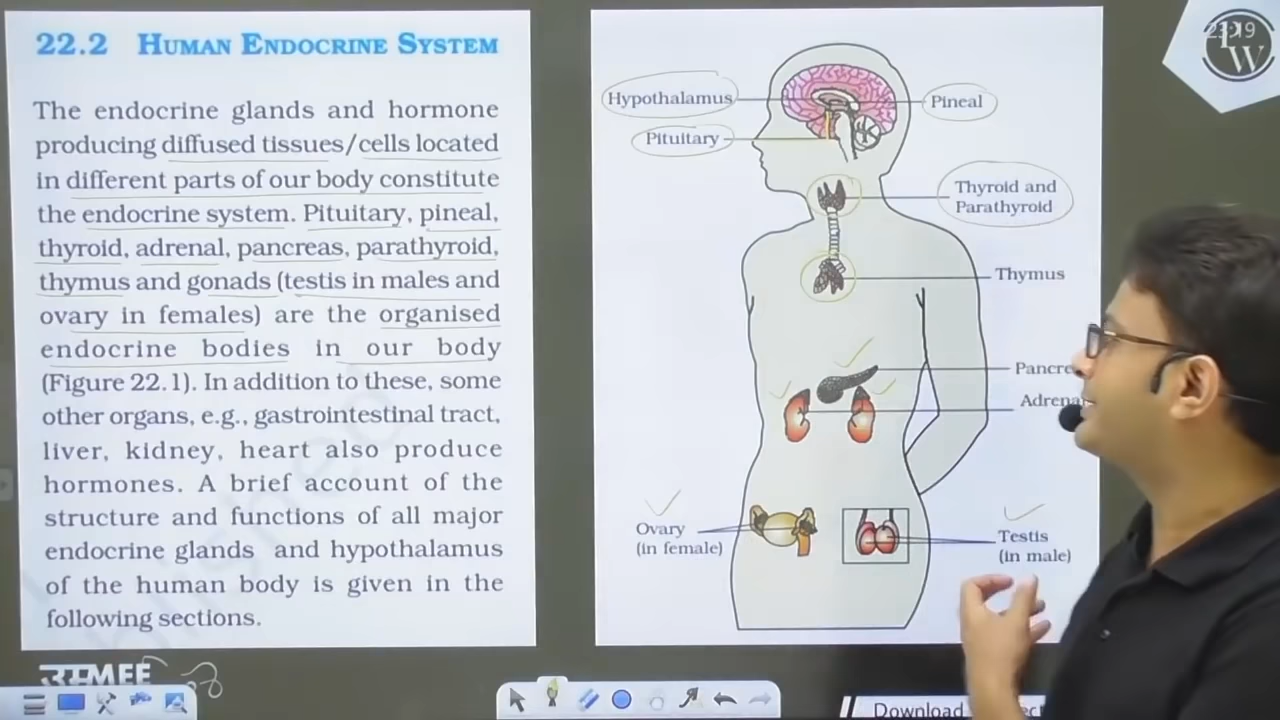 22.2 HUMAN ENDOCRINE SYSTEM
The endocrine glands and hormone
producing diffused tissues/cells located
in different parts of our body constitute
the endocrine system. Pituitary, pineal,
thyroid, adrenal, pancreas, parathyroid,
thymus and gonads (testis in males and
ovary in females) are the organised
endocrine bodies in our body
(Figure 22.1). In addition to these, some
other organs, e.g., gastrointestinal tract,
liver, kidney, heart also produce
hormones. A brief account of the
structure and functions of all major
endocrine glands and hypothalamus
of the human body is given in the
following sections.
Hypothalamus
Pineal
Pituitary
Thyroid and
Parathyroid
Thymus
Pancre
Adrena
Ovary
(in female)
Testis
(in male)
PW
Download